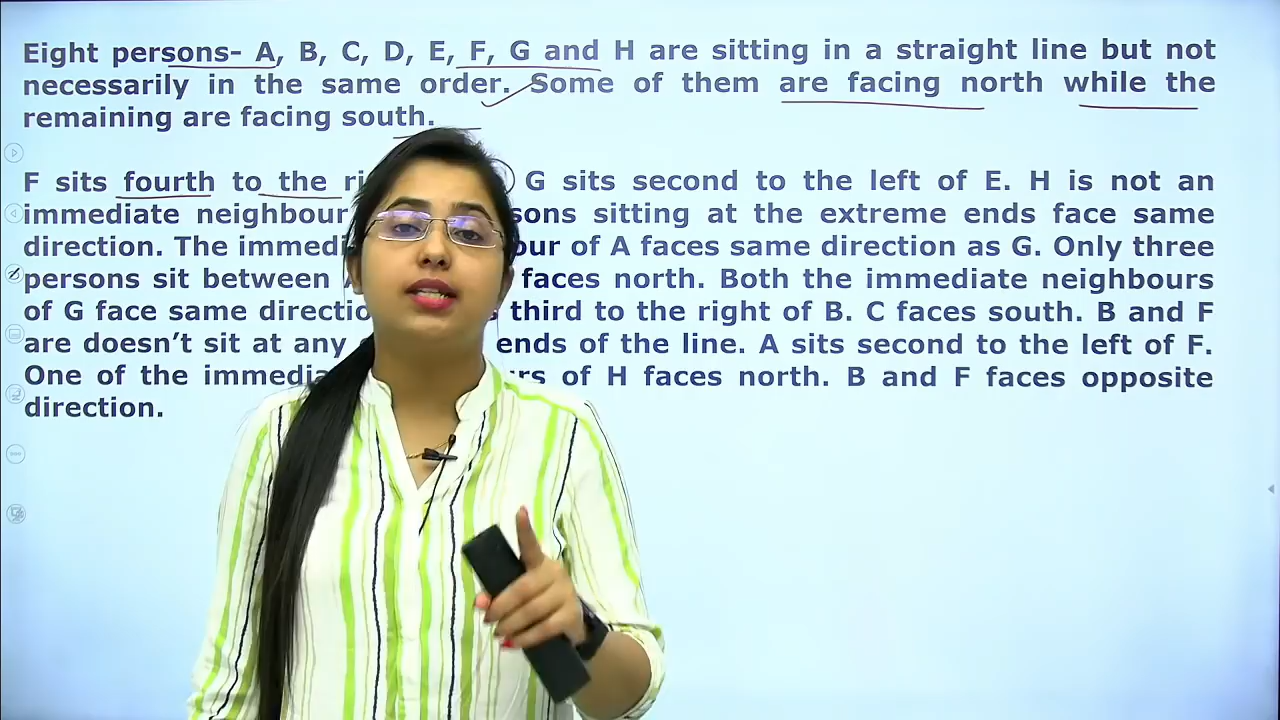 Eight persons- A, B, C, D, E, F, G and H are sitting in a straight line but not
necessarily in the same order. Some of them are facing north while the
remaining are facing south.
F sits fourth to the G sits second to the left of E. H is not an
immediate neighbour sitting at the extreme ends face same
direction. The of A faces same direction as G. Only three
persons sit between faces north. Both the immediate neighbours
of G face same third to the right of B. C faces south. B and F
are doesn't sit at any ends of the line. A sits second to the left of F.
One of the of H faces north. B and F faces opposite
direction.